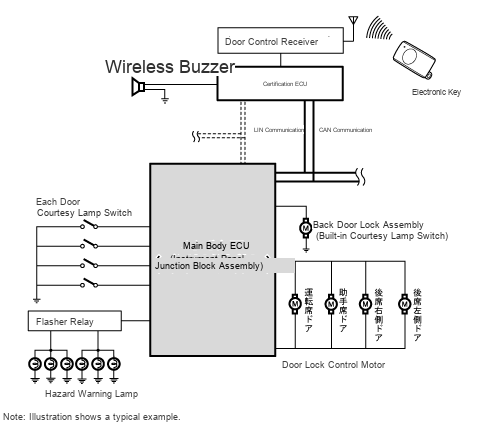 Door Control Receiver
Wireless Buzzer
Certification ECU
Electronic Key
LIN Communication
CAN Communication
Each Door
Courtesy Lamp Switch
Back Door Lock Assembly
(Built-in Courtesy Lamp Switch)
M
Main Body ECU
(Instrument Panel
Junction Block Assembly)
M
運転席ドア
M
助手席ドア
M
後席右側ドア
M
後席左側ドア
Flasher Relay
Door Lock Control Motor
Hazard Warning Lamp
Note: Illustration shows a typical example.